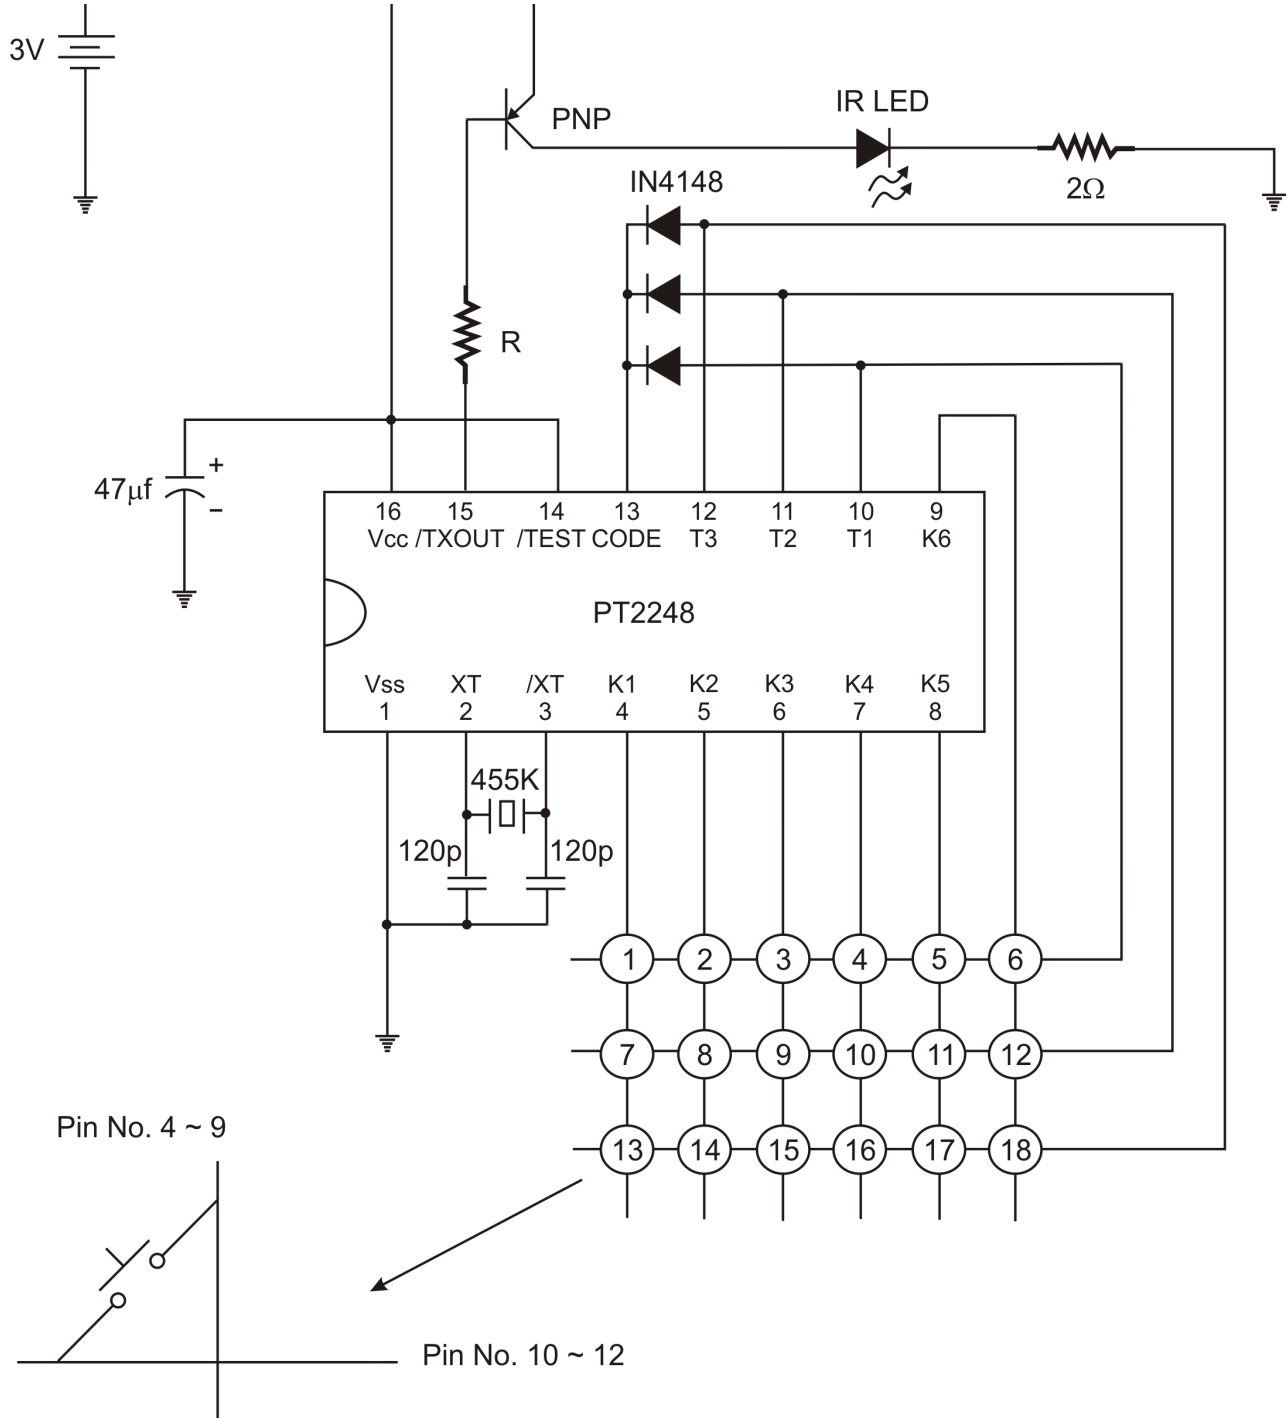 3V
PNP
IR LED
2Ω
IN4148
R
47μf
+
–
16 15 14 13 12 11 10 9
Vcc /TXOUT /TEST CODE T3 T2 T1 K6
PT2248
Vss XT /XT K1 K2 K3 K4 K5
1 2 3 4 5 6 7 8
455K
120p 120p
1 2 3 4 5 6
7 8 9 10 11 12
13 14 15 16 17 18
Pin No. 4 ~ 9
Pin No. 10 ~ 12